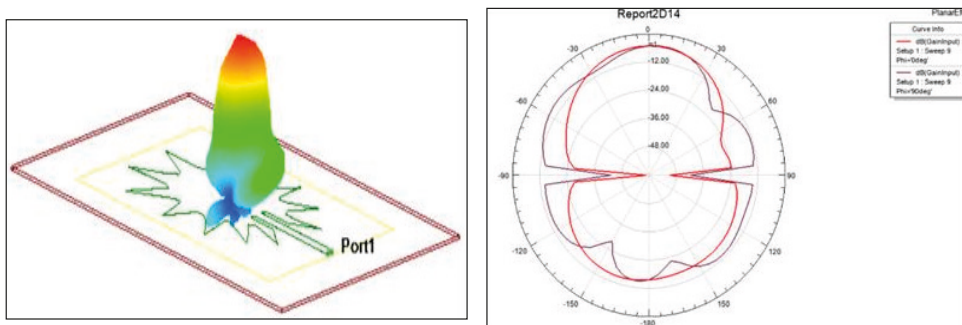 Port1
Report2D14
PlanarEF
Curve Info
dB(GainInput)
Setup 1 : Sweep 9
Phi='0deg'
dB(GainInput)
Setup 1 : Sweep 9
Phi='90deg'
0
-30
30
-12.00
-24.00
-60
60
-36.00
-48.00
-90
90
-120
120
-150
150
-180